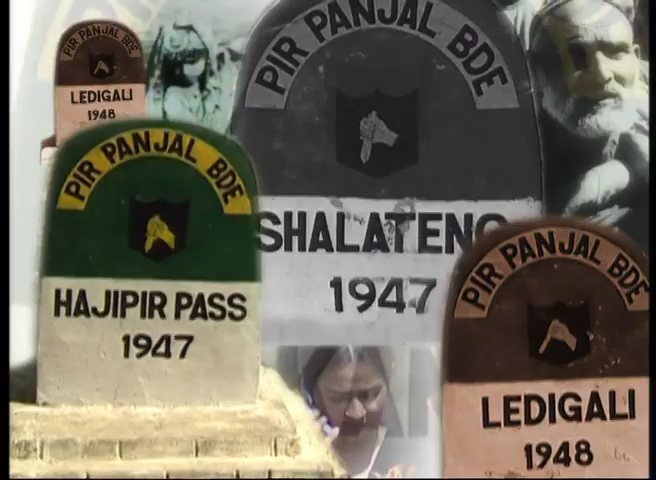 PIR PANJAL BDE
LEDIGALI
1948
PIR PANJAL BDE
HAJIPIR PASS
1947
PIR PANJAL BDE
SHALATENG
1947
PIR PANJAL BDE
LEDIGALI
1948